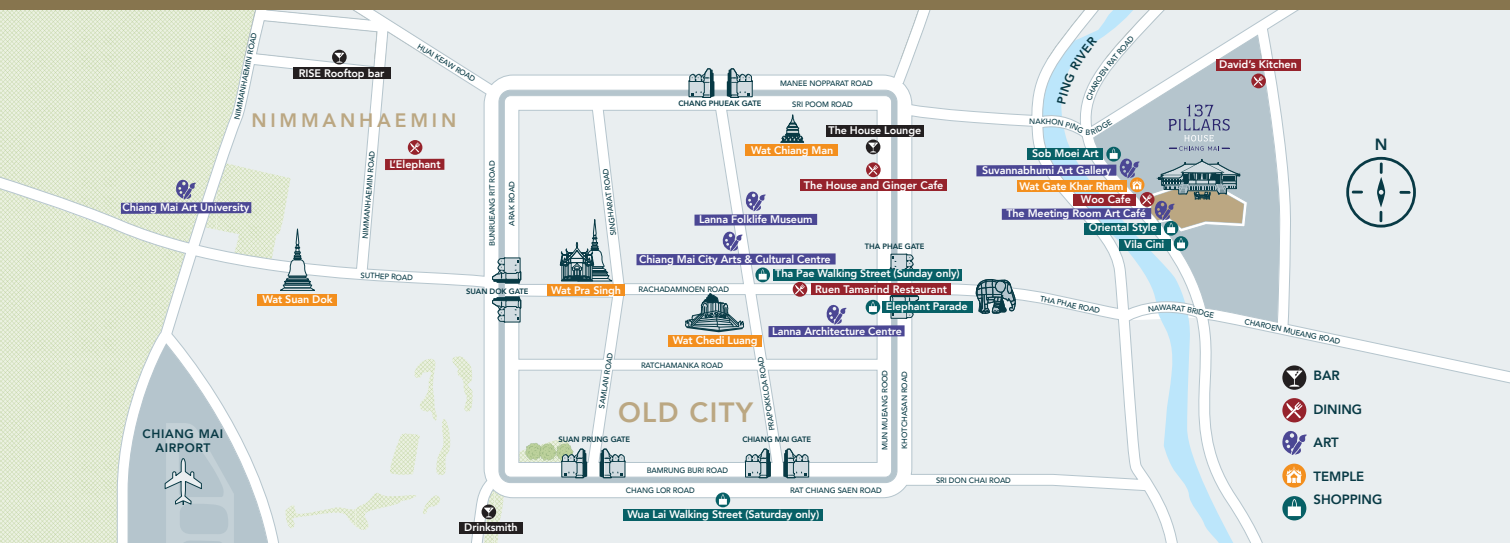 RISE Rooftop bar
NIMMANHAEMIN ROAD
HUAI KEAW ROAD
NIMMANHAEMIN
L'Elephant
NIMMANHAEMIN ROAD
Chiang Mai Art University
Wat Suan Dok
SUTHEP ROAD
CHIANG MAI
AIRPORT
Drinksmith
MANEE NOPPARAT ROAD
CHANG PHUEAK GATE
SRI POOM ROAD
The House Lounge
Wat Chiang Man
The House and Ginger Cafe
BUNRUEANG RIT ROAD
ARAK ROAD
SINGHARAT ROAD
Lanna Folklife Museum
Chiang Mai City Arts & Cultural Centre
THA PHAE GATE
Tha Pae Walking Street (Sunday only)
SUAN DOK GATE
Wat Pra Singh
RACHADAMNOEN ROAD
Ruen Tamarind Restaurant
Elephant Parade
Lanna Architecture Centre
Wat Chedi Luang
RATCHAMANKA ROAD
SAMLAN ROAD
PRAPOKKLOA ROAD
MUN MUEANG ROOD
KHOTCHASAN ROAD
OLD CITY
SUAN PRUNG GATE
CHIANG MAI GATE
BAMRUNG BURI ROAD
CHANG LOR ROAD
RAT CHIANG SAEN ROAD
Wua Lai Walking Street (Saturday only)
SRI DON CHAI ROAD
PING RIVER
CHAROEN RAT ROAD
David's Kitchen
137
PILLARS
HOUSE
CHIANG MAI
NAKHON PING BRIDGE
Sob Moei Art
Suvannabhumi Art Gallery
Wat Gate Khar Rham
Woo Cafe
The Meeting Room Art Café
Oriental Style
Vila Cini
THA PHAE ROAD
NAWARAT BRIDGE
CHAROEN MUEANG ROAD
N
BAR
DINING
ART
TEMPLE
SHOPPING